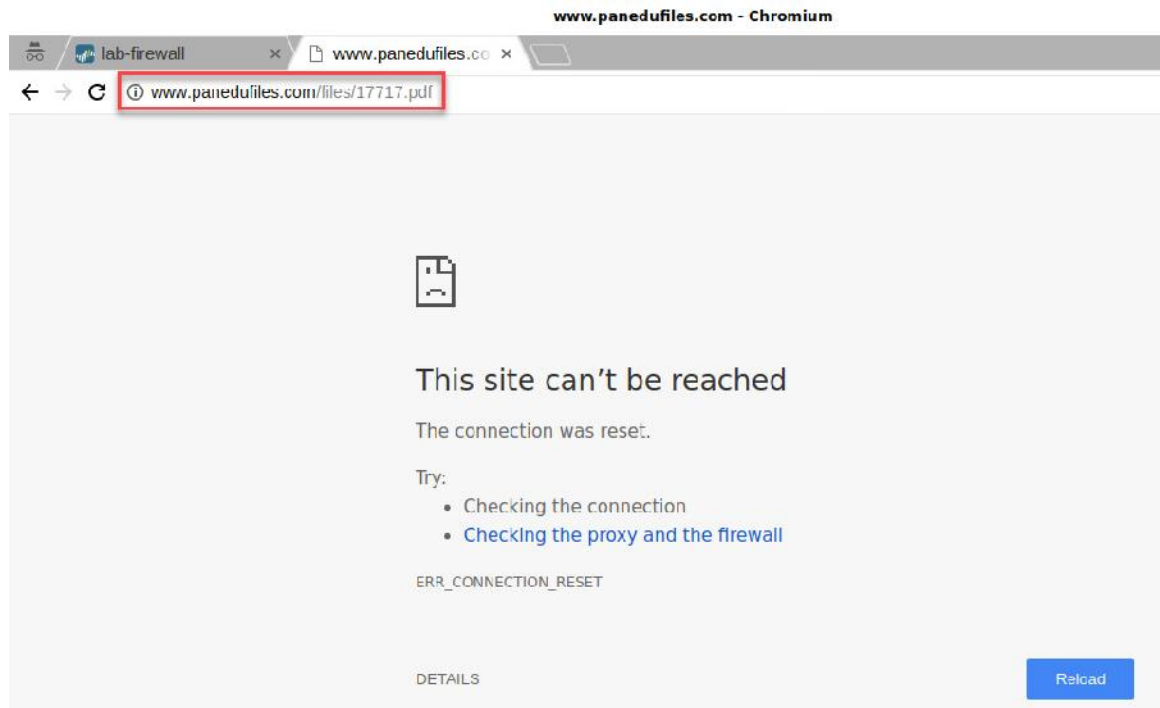 www.panedufiles.com - Chromium
lab-firewall × www.panedufiles.co ×
www.panedufiles.com/files/17717.pdf
This site can’t be reached
The connection was reset.
Try:
• Checking the connection
• Checking the proxy and the firewall
ERR_CONNECTION_RESET
DETAILS Reload